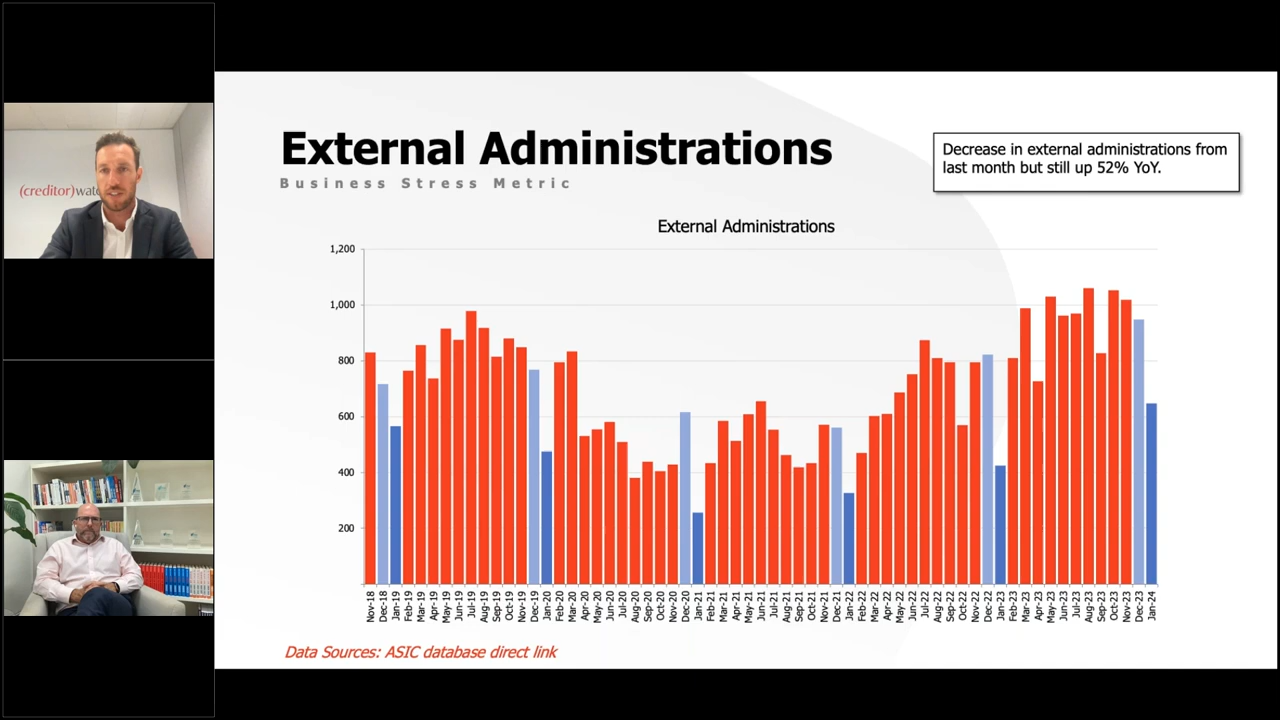 (creditor)wat
External Administrations
Business Stress Metric
Decrease in external administrations from
last month but still up 52% YoY.
External Administrations
1,200
1,000
800
600
400
200
-
Nov-18
Dec-18
Jan-19
Feb-19
Mar-19
Apr-19
May-19
Jun-19
Jul-19
Aug-19
Sep-19
Oct-19
Nov-19
Dec-19
Jan-20
Feb-20
Mar-20
Apr-20
May-20
Jun-20
Jul-20
Aug-20
Sep-20
Oct-20
Nov-20
Dec-20
Jan-21
Feb-21
Mar-21
Apr-21
May-21
Jun-21
Jul-21
Aug-21
Sep-21
Oct-21
Nov-21
Dec-21
Jan-22
Feb-22
Mar-22
Apr-22
May-22
Jun-22
Jul-22
Aug-22
Sep-22
Oct-22
Nov-22
Dec-22
Jan-23
Feb-23
Mar-23
Apr-23
May-23
Jun-23
Jul-23
Aug-23
Sep-23
Oct-23
Nov-23
Dec-23
Jan-24
Data Sources: ASIC database direct link